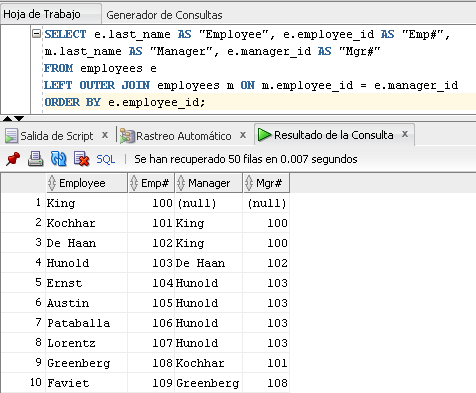 Hoja de Trabajo Generador de Consultas
SELECT e.last_name AS "Employee", e.employee_id AS "Emp#",
m.last_name AS "Manager", e.manager_id AS "Mgr#"
FROM employees e
LEFT OUTER JOIN employees m ON m.employee_id = e.manager_id
ORDER BY e.employee_id;
Salida de Script x Rastreo Automático x Resultado de la Consulta x
SQL | Se han recuperado 50 filas en 0.007 segundos
Employee Emp# Manager Mgr#
1 King 100 (null) (null)
2 Kochhar 101 King 100
3 De Haan 102 King 100
4 Hunold 103 De Haan 102
5 Ernst 104 Hunold 103
6 Austin 105 Hunold 103
7 Pataballa 106 Hunold 103
8 Lorentz 107 Hunold 103
9 Greenberg 108 Kochhar 101
10 Faviet 109 Greenberg 108